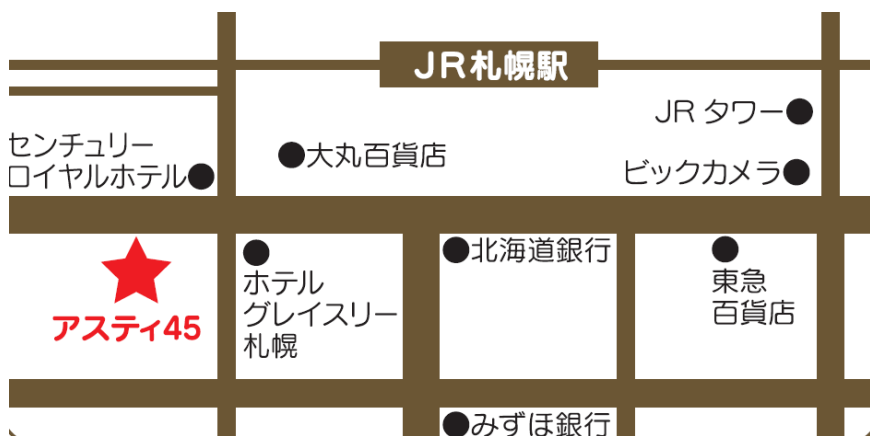 JR札幌駅
JRタワー
センチュリー
ロイヤルホテル
大丸百貨店
ビックカメラ
アスティ45
ホテル
グレイスリー
札幌
北海道銀行
東急
百貨店
みずほ銀行